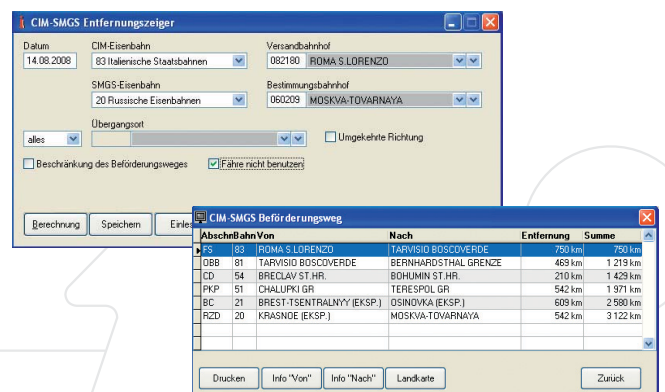 CIM-SMGS Entfernungszeiger
Datum CIM-Eisenbahn Versandbahnhof
14.08.2008 83 Italienische Staatsbahnen 082180 ROMA S.LORENZO
SMGS-Eisenbahn Bestimmungsbahnhof
20 Russische Eisenbahnen 060209 MOSKVA-TOVARNAYA
Übergangsort
alles Umgekehrte Richtung
Beschränkung des Beförderungsweges Fähre nicht benutzen
Berechnung Speichern Einles
CIM-SMGS Beförderungsweg
Abschn Bahn Von Nach Entfernung Summe
FS 83 ROMA S.LORENZO TARVISIO BOSCOVERDE 750 km 750 km
OBB 81 TARVISIO BOSCOVERDE BERNHARDSTHAL GRENZE 469 km 1 219 km
CD 54 BRECLAV ST.HR. BOHUMIN ST.HR. 210 km 1 429 km
PKP 51 CHALUPKI GR TERESPOL GR 542 km 1 971 km
BC 21 BREST-TSENTRALNYY (EKSP.) OSINOVKA (EKSP.) 609 km 2 580 km
RZD 20 KRASNOE (EKSP.) MOSKVA-TOVARNAYA 542 km 3 122 km
Drucken Info "Von" Info "Nach" Landkarte Zurück